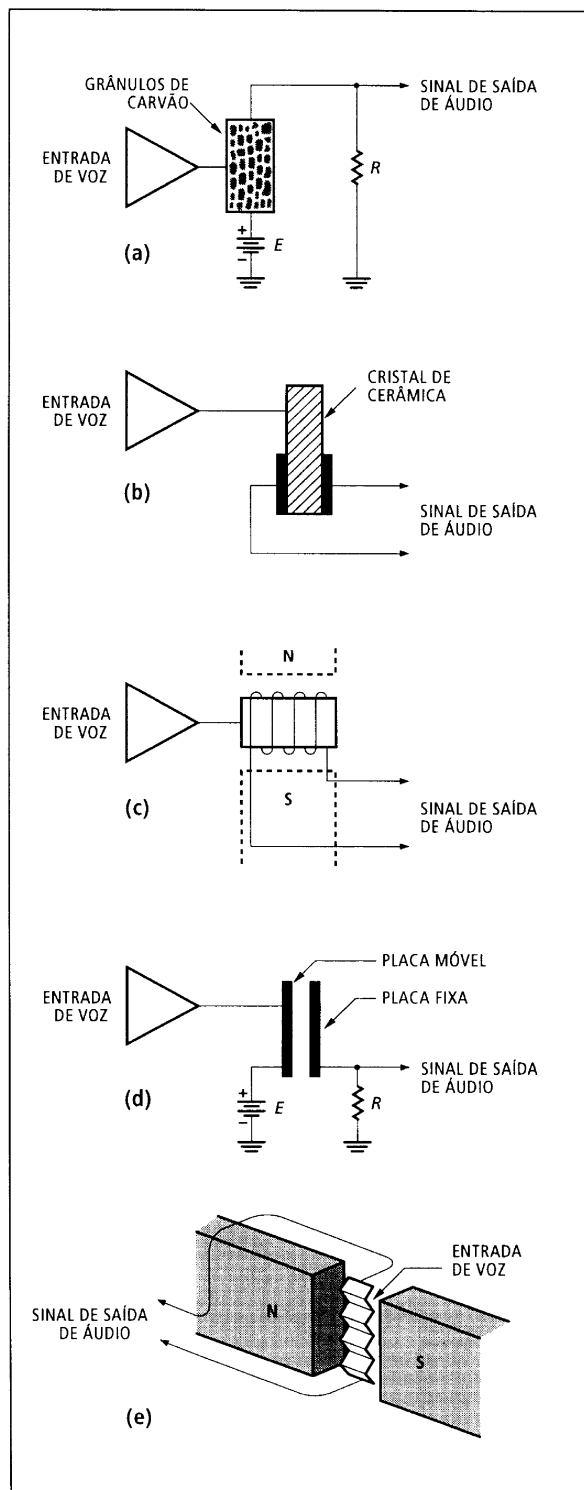 GRÂNULOS DE
CARVÃO
SINAL DE SAÍDA
DE ÁUDIO
ENTRADA
DE VOZ
R
+
E
–
(a)
CRISTAL DE
CERÂMICA
ENTRADA
DE VOZ
(b)
SINAL DE SAÍDA
DE ÁUDIO
N
ENTRADA
DE VOZ
S
(c)
SINAL DE SAÍDA
DE ÁUDIO
PLACA MÓVEL
PLACA FIXA
ENTRADA
DE VOZ
SINAL DE SAÍDA
DE ÁUDIO
+
E
–
R
(d)
ENTRADA
DE VOZ
N
SINAL DE SAÍDA
DE ÁUDIO
S
(e)